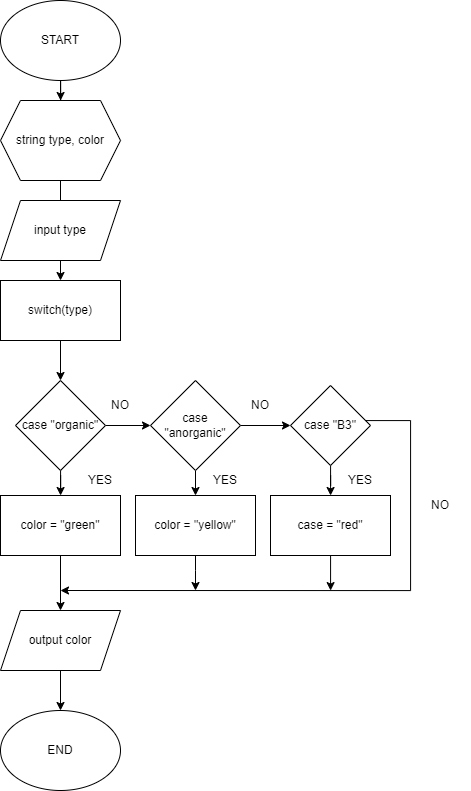 START
string type, color
input type
switch(type)
case "organic"
NO
case
"anorganic"
NO
case "B3"
YES
YES
YES
NO
color = "green"
color = "yellow"
case = "red"
output color
END